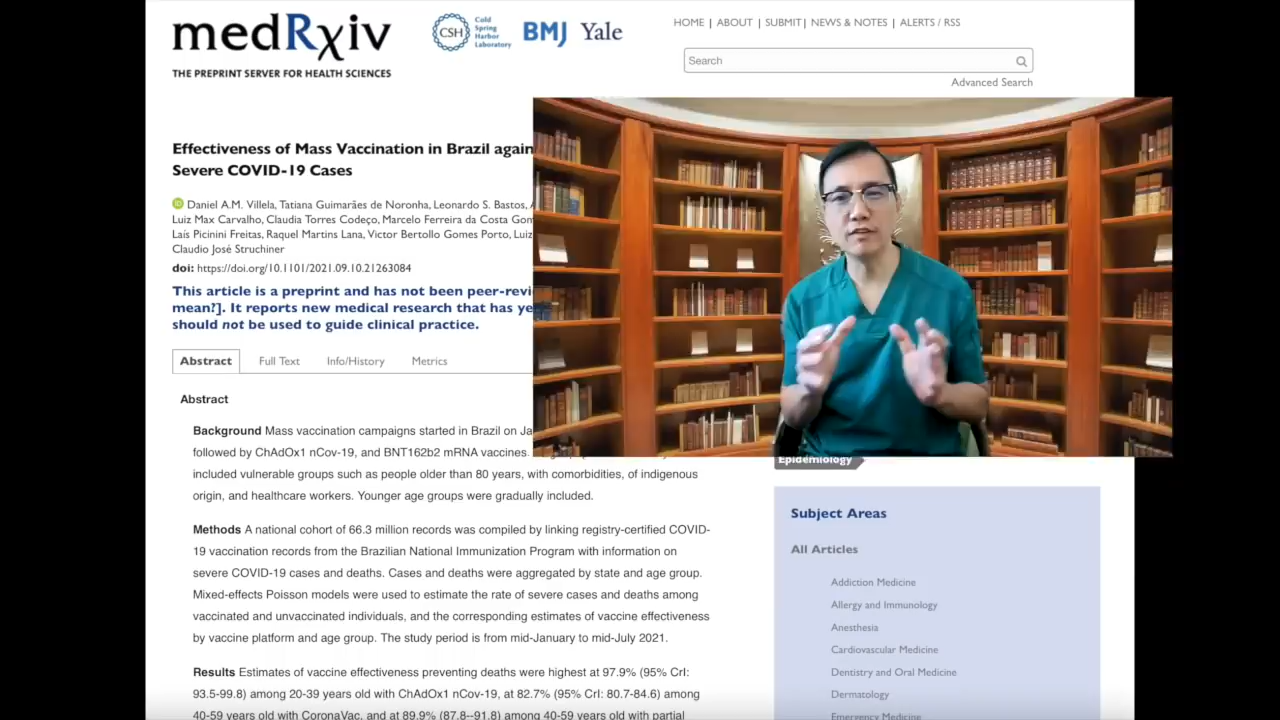 medRχiv
THE PREPRINT SERVER FOR HEALTH SCIENCES
CSH Cold Spring Harbor Laboratory
BMJ Yale
HOME | ABOUT | SUBMIT | NEWS & NOTES | ALERTS / RSS
Search
Advanced Search
Effectiveness of Mass Vaccination in Brazil again
Severe COVID-19 Cases
iD Daniel A.M. Villela, Tatiana Guimarães de Noronha, Leonardo S. Bastos,
Luiz Max Carvalho, Claudia Torres Codeço, Marcelo Ferreira da Costa Gom
Laís Picinini Freitas, Raquel Martins Lana, Victor Bertollo Gomes Porto, Luiz
Claudio José Struchiner
doi: https://doi.org/10.1101/2021.09.10.21263084
This article is a preprint and has not been peer-revi
mean?]. It reports new medical research that has ye
should not be used to guide clinical practice.
Abstract Full Text Info/History Metrics
Abstract
Background Mass vaccination campaigns started in Brazil on Ja
followed by ChAdOx1 nCov-19, and BNT162b2 mRNA vaccines.
included vulnerable groups such as people older than 80 years, with comorbidities, of indigenous
origin, and healthcare workers. Younger age groups were gradually included.
Methods A national cohort of 66.3 million records was compiled by linking registry-certified COVID-
19 vaccination records from the Brazilian National Immunization Program with information on
severe COVID-19 cases and deaths. Cases and deaths were aggregated by state and age group.
Mixed-effects Poisson models were used to estimate the rate of severe cases and deaths among
vaccinated and unvaccinated individuals, and the corresponding estimates of vaccine effectiveness
by vaccine platform and age group. The study period is from mid-January to mid-July 2021.
Results Estimates of vaccine effectiveness preventing deaths were highest at 97.9% (95% CrI:
93.5-99.8) among 20-39 years old with ChAdOx1 nCov-19, at 82.7% (95% CrI: 80.7-84.6) among
40-59 years old with CoronaVac, and at 89.9% (87.8--91.8) among 40-59 years old with partial
Epidemiology
Subject Areas
All Articles
Addiction Medicine
Allergy and Immunology
Anesthesia
Cardiovascular Medicine
Dentistry and Oral Medicine
Dermatology
Emergency Medicine